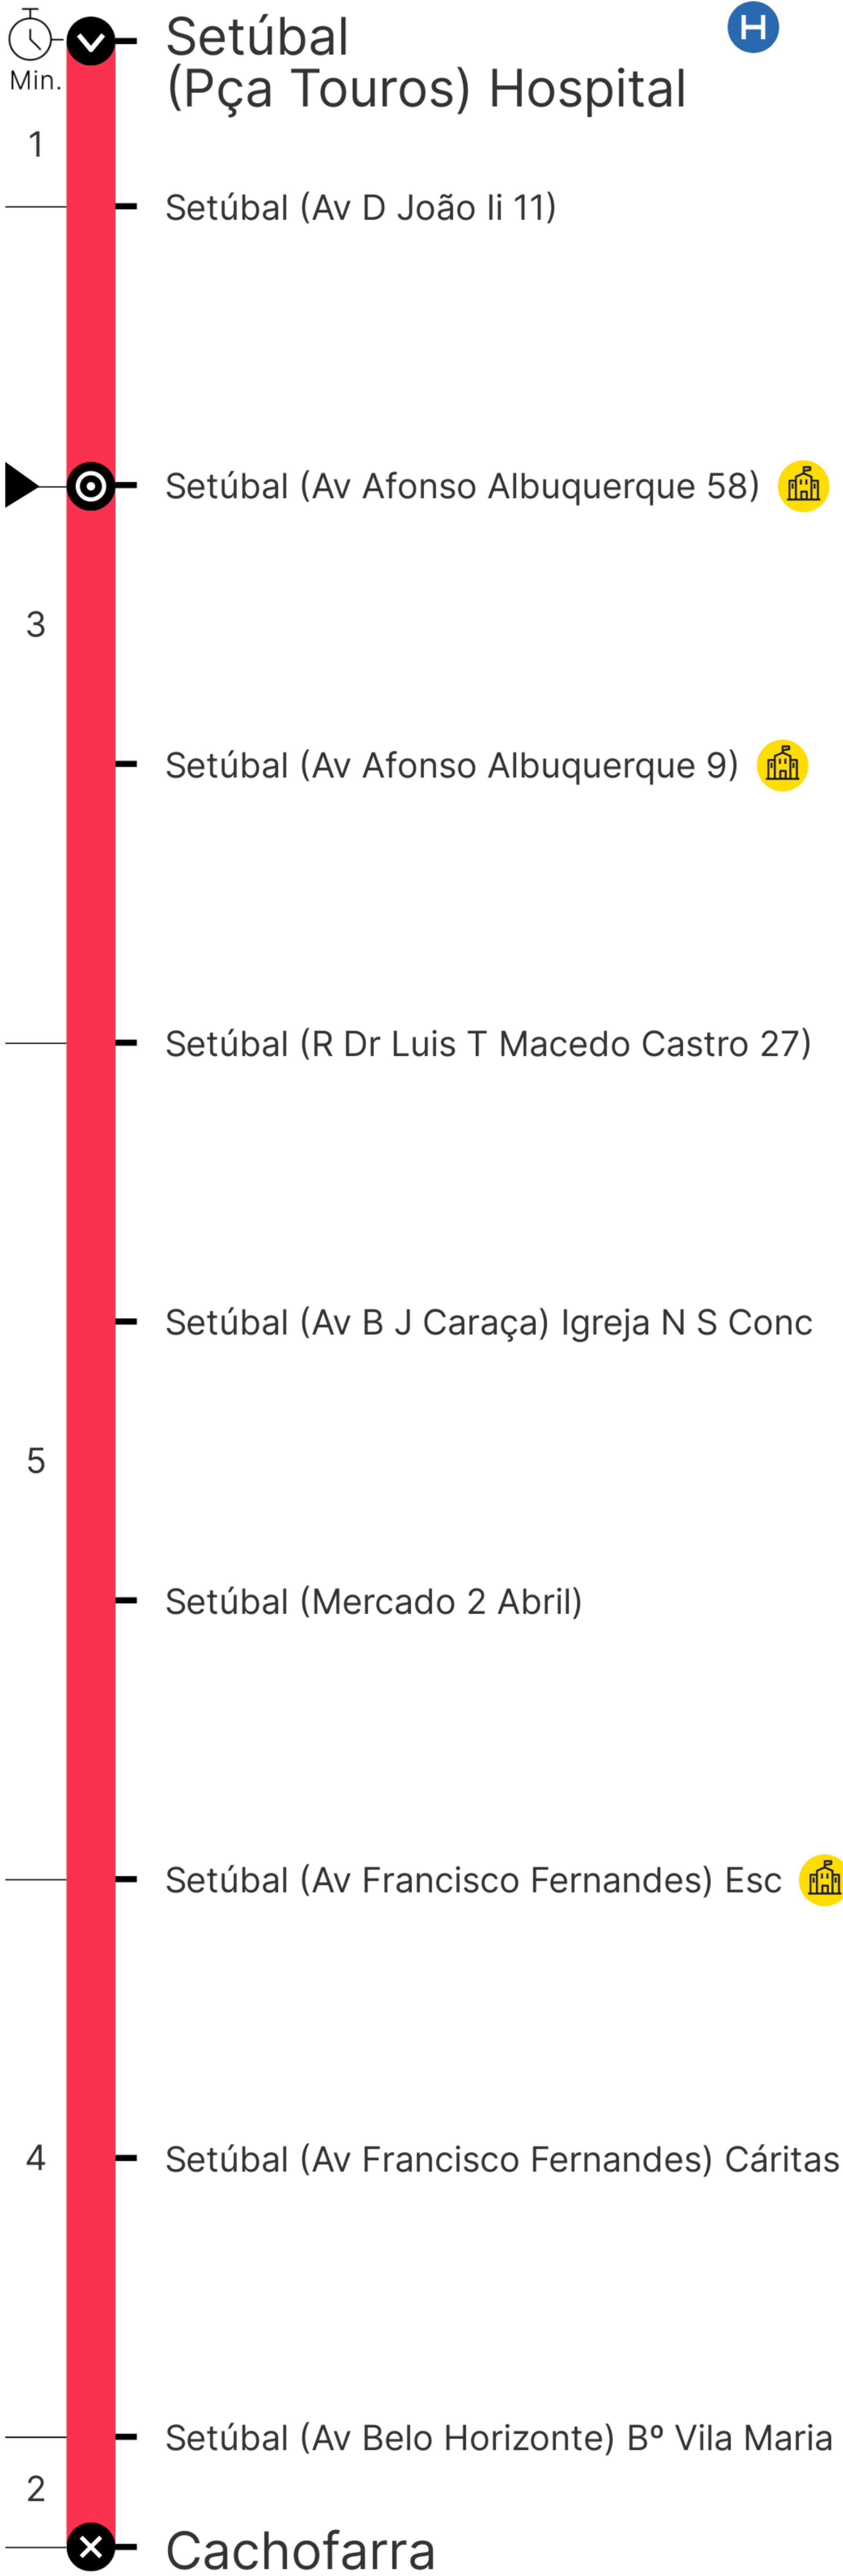 Min.
Setúbal
(Pça Touros) Hospital
H
1
Setúbal (Av D João Ii 11)
Setúbal (Av Afonso Albuquerque 58)
3
Setúbal (Av Afonso Albuquerque 9)
Setúbal (R Dr Luis T Macedo Castro 27)
Setúbal (Av B J Caraça) Igreja N S Conc
5
Setúbal (Mercado 2 Abril)
Setúbal (Av Francisco Fernandes) Esc
4
Setúbal (Av Francisco Fernandes) Cáritas
Setúbal (Av Belo Horizonte) Bº Vila Maria
2
Cachofarra